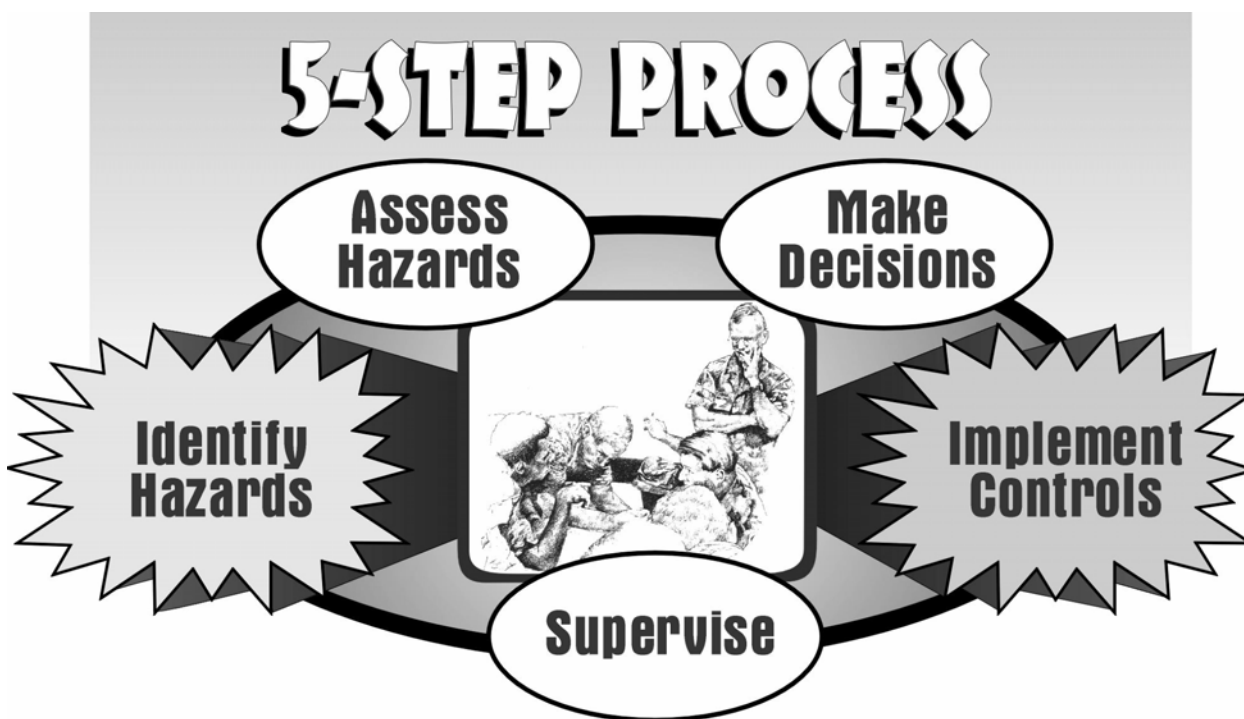 5-STEP PROCESS
Assess
Hazards
Make
Decisions
Identify
Hazards
Implement
Controls
Supervise